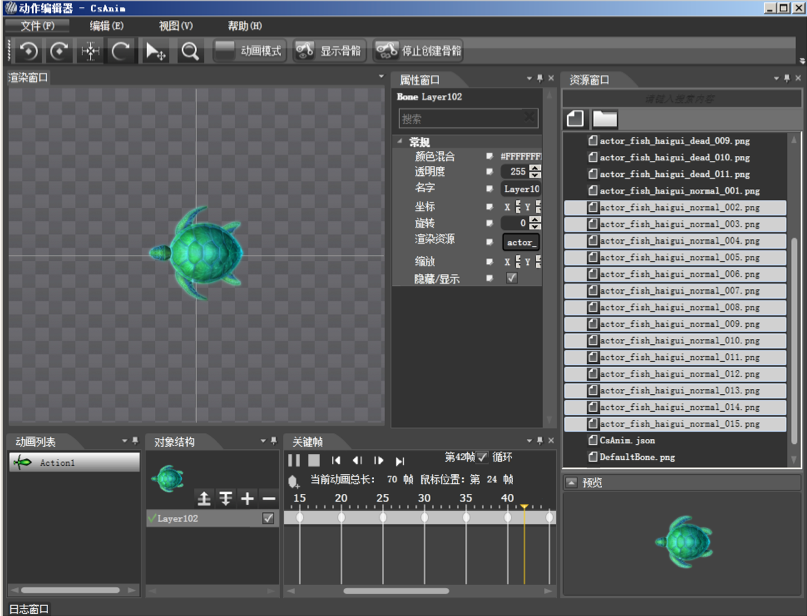 动作编辑器 - CsAnim
文件(F) 编辑(E) 视图(V) 帮助(H)
动画模式 显示骨骼 停止创建骨骼
渲染窗口
属性窗口
Bone Layer102
搜索
常规
颜色混合 #FFFFFFF
透明度 255
名字 Layer10
坐标 X Y
旋转 0
渲染资源 actor_
缩放 X Y
隐藏/显示
资源窗口
请输入搜索内容
actor_fish_haigui_dead_009.png
actor_fish_haigui_dead_010.png
actor_fish_haigui_dead_011.png
actor_fish_haigui_normal_001.png
actor_fish_haigui_normal_002.png
actor_fish_haigui_normal_003.png
actor_fish_haigui_normal_004.png
actor_fish_haigui_normal_005.png
actor_fish_haigui_normal_006.png
actor_fish_haigui_normal_007.png
actor_fish_haigui_normal_008.png
actor_fish_haigui_normal_009.png
actor_fish_haigui_normal_010.png
actor_fish_haigui_normal_011.png
actor_fish_haigui_normal_012.png
actor_fish_haigui_normal_013.png
actor_fish_haigui_normal_014.png
actor_fish_haigui_normal_015.png
CsAnim.json
DefaultBone.png
预览
动画列表
Action1
对象结构
Layer102
关键帧
第42帧 循环
当前动画总长: 70 帧 鼠标位置: 第 24 帧
15 20 25 30 35 40
日志窗口